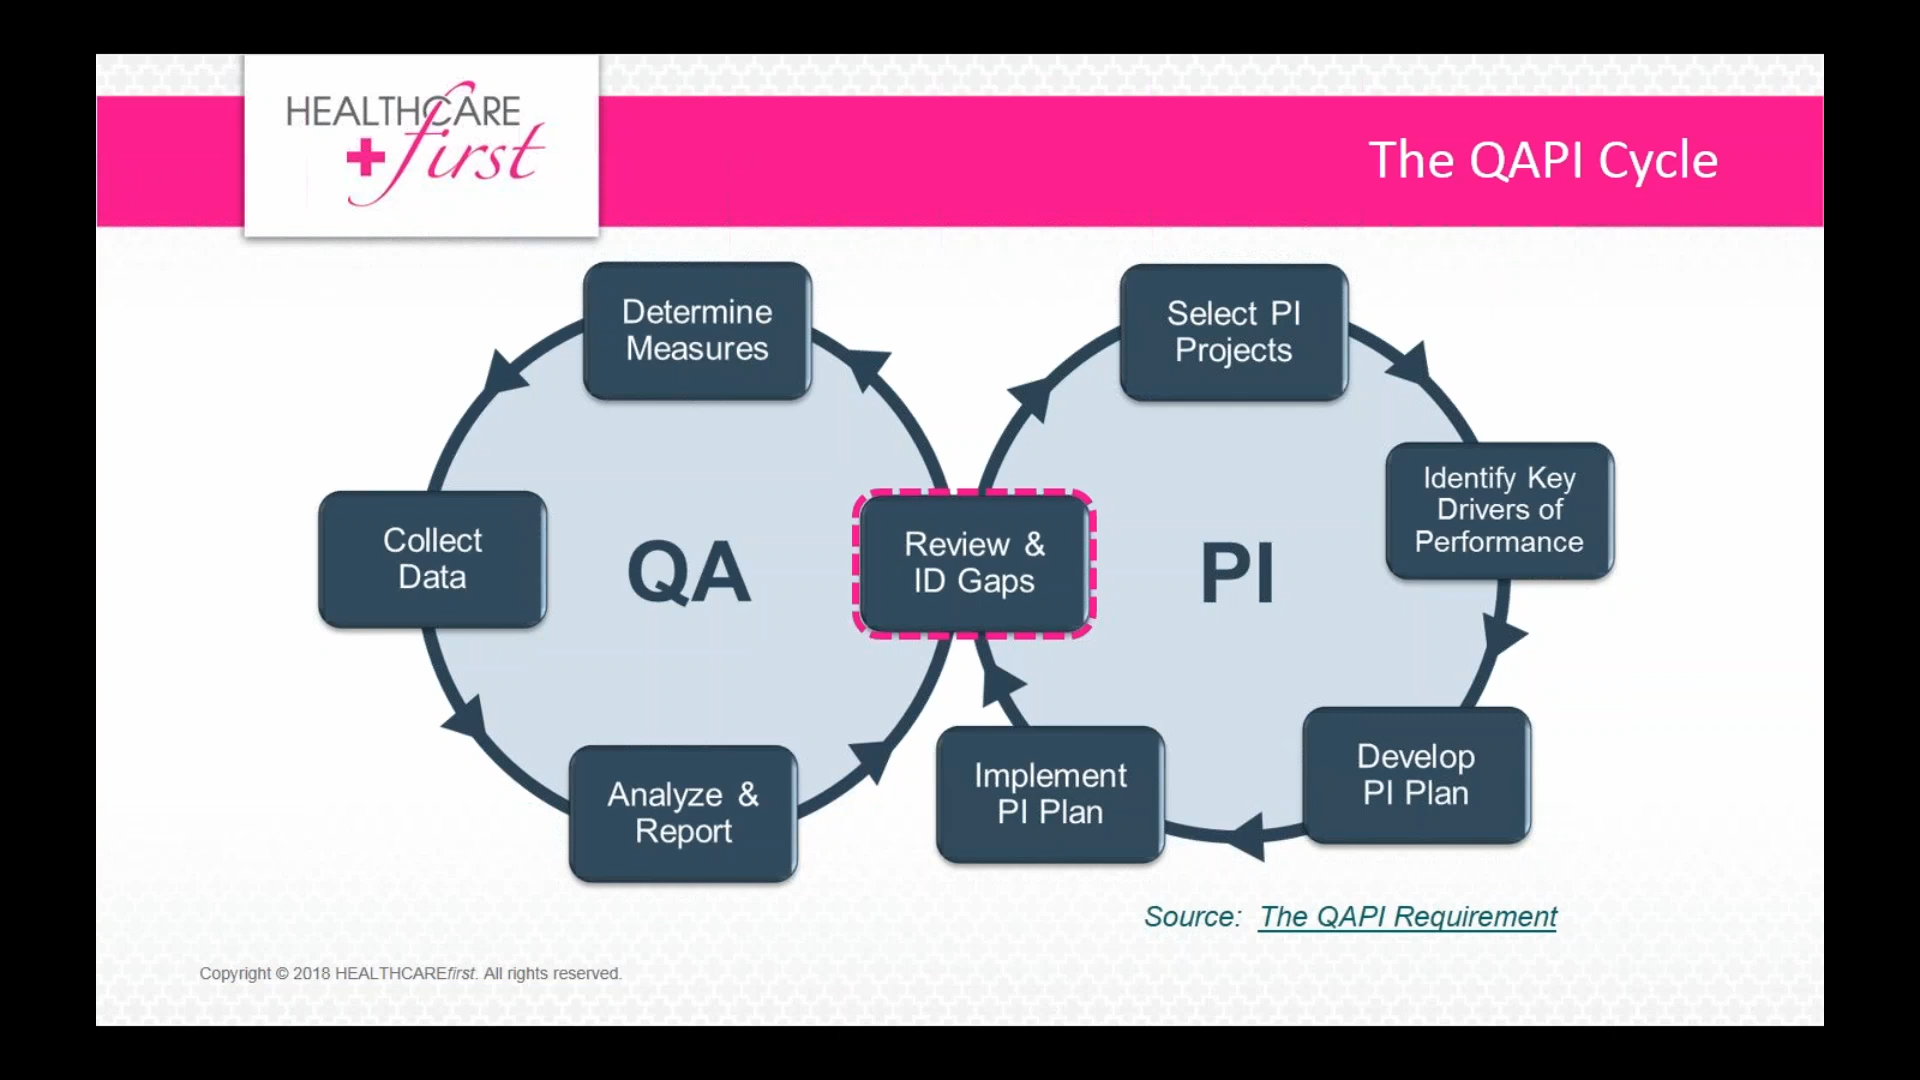 HEALTHCARE
first
The QAPI Cycle
Determine
Measures
Collect
Data
QA
Analyze &
Report
Review &
ID Gaps
Select PI
Projects
Identify Key
Drivers of
Performance
PI
Develop
PI Plan
Implement
PI Plan
Source: The QAPI Requirement
Copyright © 2018 HEALTHCAREfirst. All rights reserved.